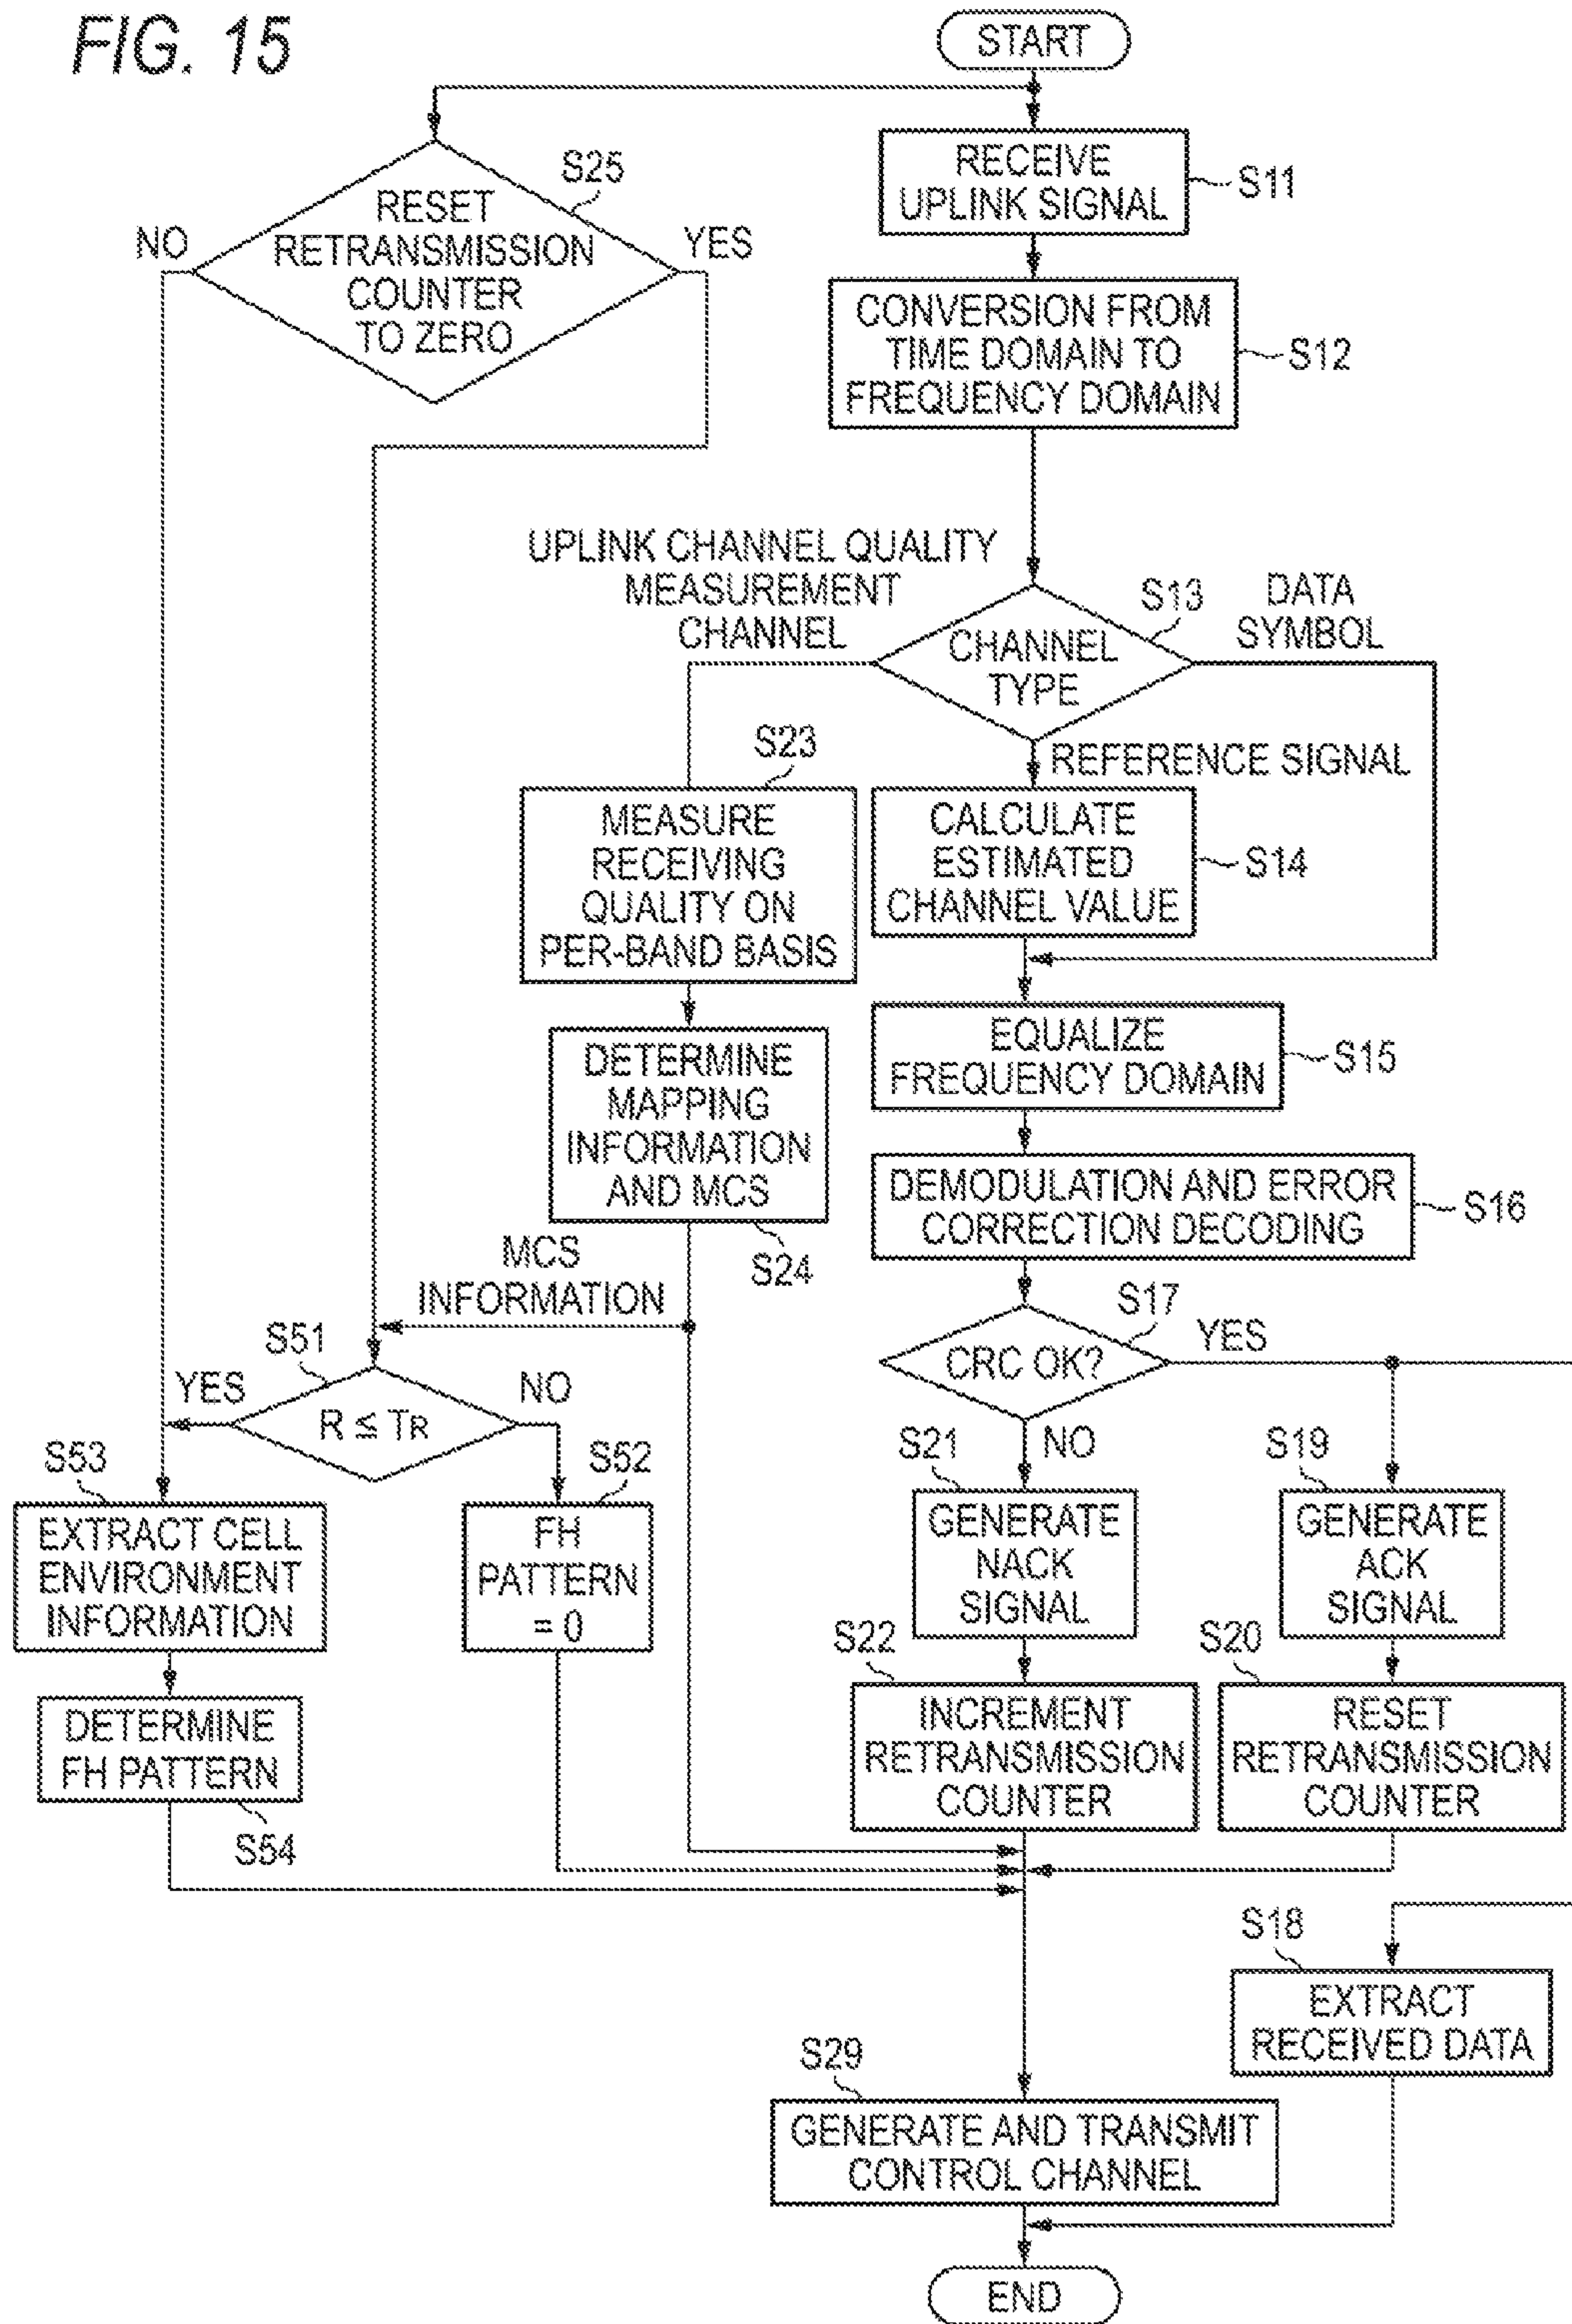 FIG. 15
START
S25
RESET
RETRANSMISSION
COUNTER
TO ZERO
NO
YES
RECEIVE
UPLINK SIGNAL
S11
CONVERSION FROM
TIME DOMAIN TO
FREQUENCY DOMAIN
S12
UPLINK CHANNEL QUALITY
MEASUREMENT
CHANNEL
S13
CHANNEL
TYPE
DATA
SYMBOL
REFERENCE SIGNAL
S23
MEASURE
RECEIVING
QUALITY ON
PER-BAND BASIS
CALCULATE
ESTIMATED
CHANNEL VALUE
S14
DETERMINE
MAPPING
INFORMATION
AND MCS
S24
EQUALIZE
FREQUENCY DOMAIN
S15
DEMODULATION AND ERROR
CORRECTION DECODING
S16
MCS
INFORMATION
S17
CRC OK?
YES
NO
S51
YES
R ≤ TR
NO
S53
EXTRACT CELL
ENVIRONMENT
INFORMATION
S52
FH
PATTERN
= 0
S21
GENERATE
NACK
SIGNAL
S19
GENERATE
ACK
SIGNAL
DETERMINE
FH PATTERN
S54
S22
INCREMENT
RETRANSMISSION
COUNTER
S20
RESET
RETRANSMISSION
COUNTER
S18
EXTRACT
RECEIVED DATA
S29
GENERATE AND TRANSMIT
CONTROL CHANNEL
END